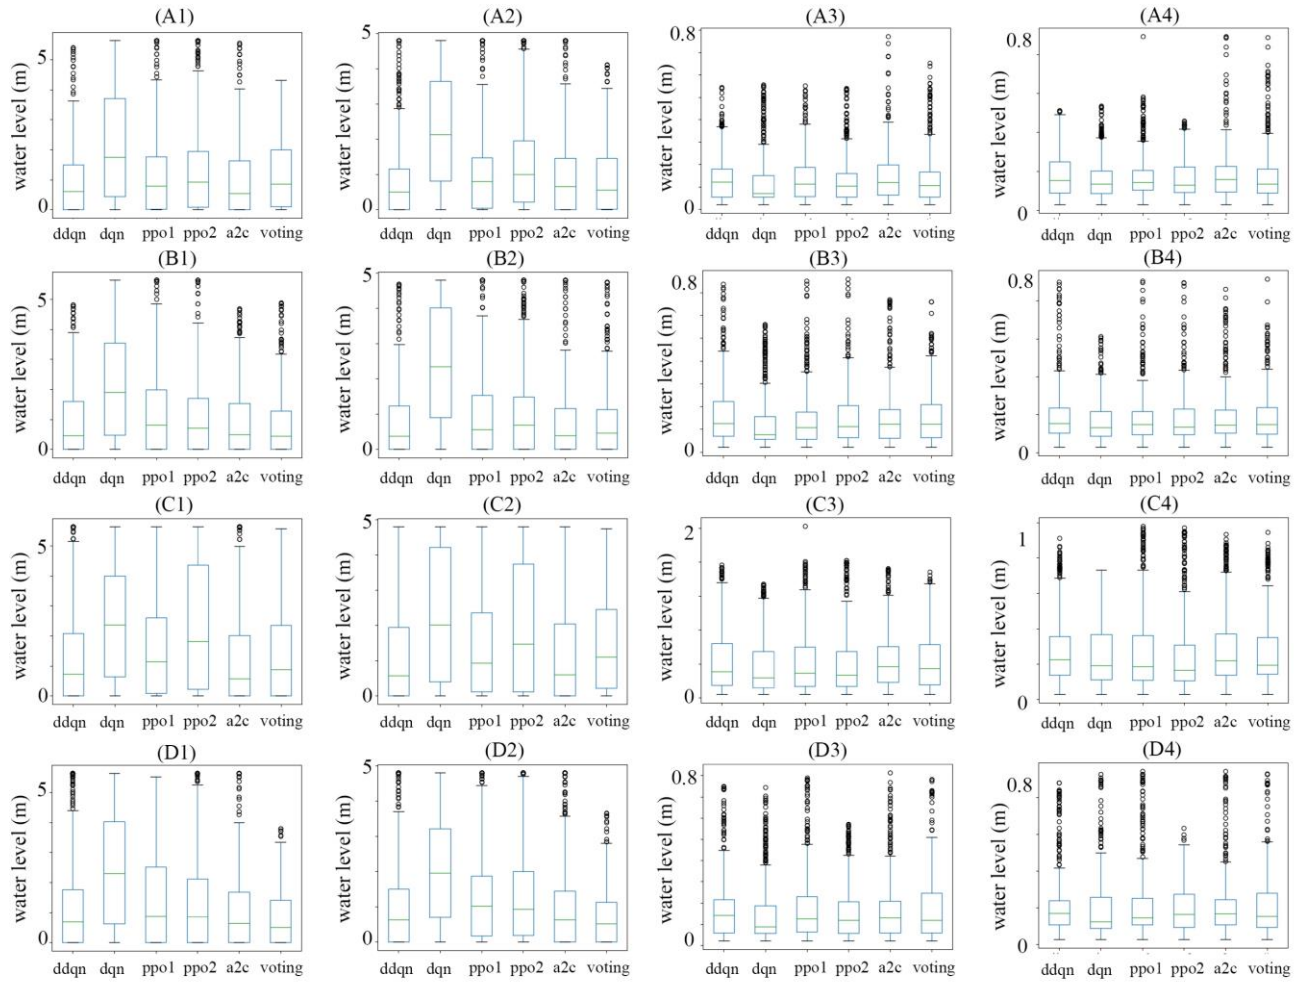 (A1) (A2) (A3) (A4)
water level (m) 5 0 water level (m) 5 0 water level (m) 0.8 0 water level (m) 0.8 0
ddqn dqn ppo1 ppo2 a2c voting ddqn dqn ppo1 ppo2 a2c voting ddqn dqn ppo1 ppo2 a2c voting ddqn dqn ppo1 ppo2 a2c voting
(B1) (B2) (B3) (B4)
water level (m) 5 0 water level (m) 5 0 water level (m) 0.8 0 water level (m) 0.8 0
ddqn dqn ppo1 ppo2 a2c voting ddqn dqn ppo1 ppo2 a2c voting ddqn dqn ppo1 ppo2 a2c voting ddqn dqn ppo1 ppo2 a2c voting
(C1) (C2) (C3) (C4)
water level (m) 5 0 water level (m) 5 0 water level (m) 2 0 water level (m) 1 0
ddqn dqn ppo1 ppo2 a2c voting ddqn dqn ppo1 ppo2 a2c voting ddqn dqn ppo1 ppo2 a2c voting ddqn dqn ppo1 ppo2 a2c voting
(D1) (D2) (D3) (D4)
water level (m) 5 0 water level (m) 5 0 water level (m) 0.8 0 water level (m) 0.8 0
ddqn dqn ppo1 ppo2 a2c voting ddqn dqn ppo1 ppo2 a2c voting ddqn dqn ppo1 ppo2 a2c voting ddqn dqn ppo1 ppo2 a2c voting